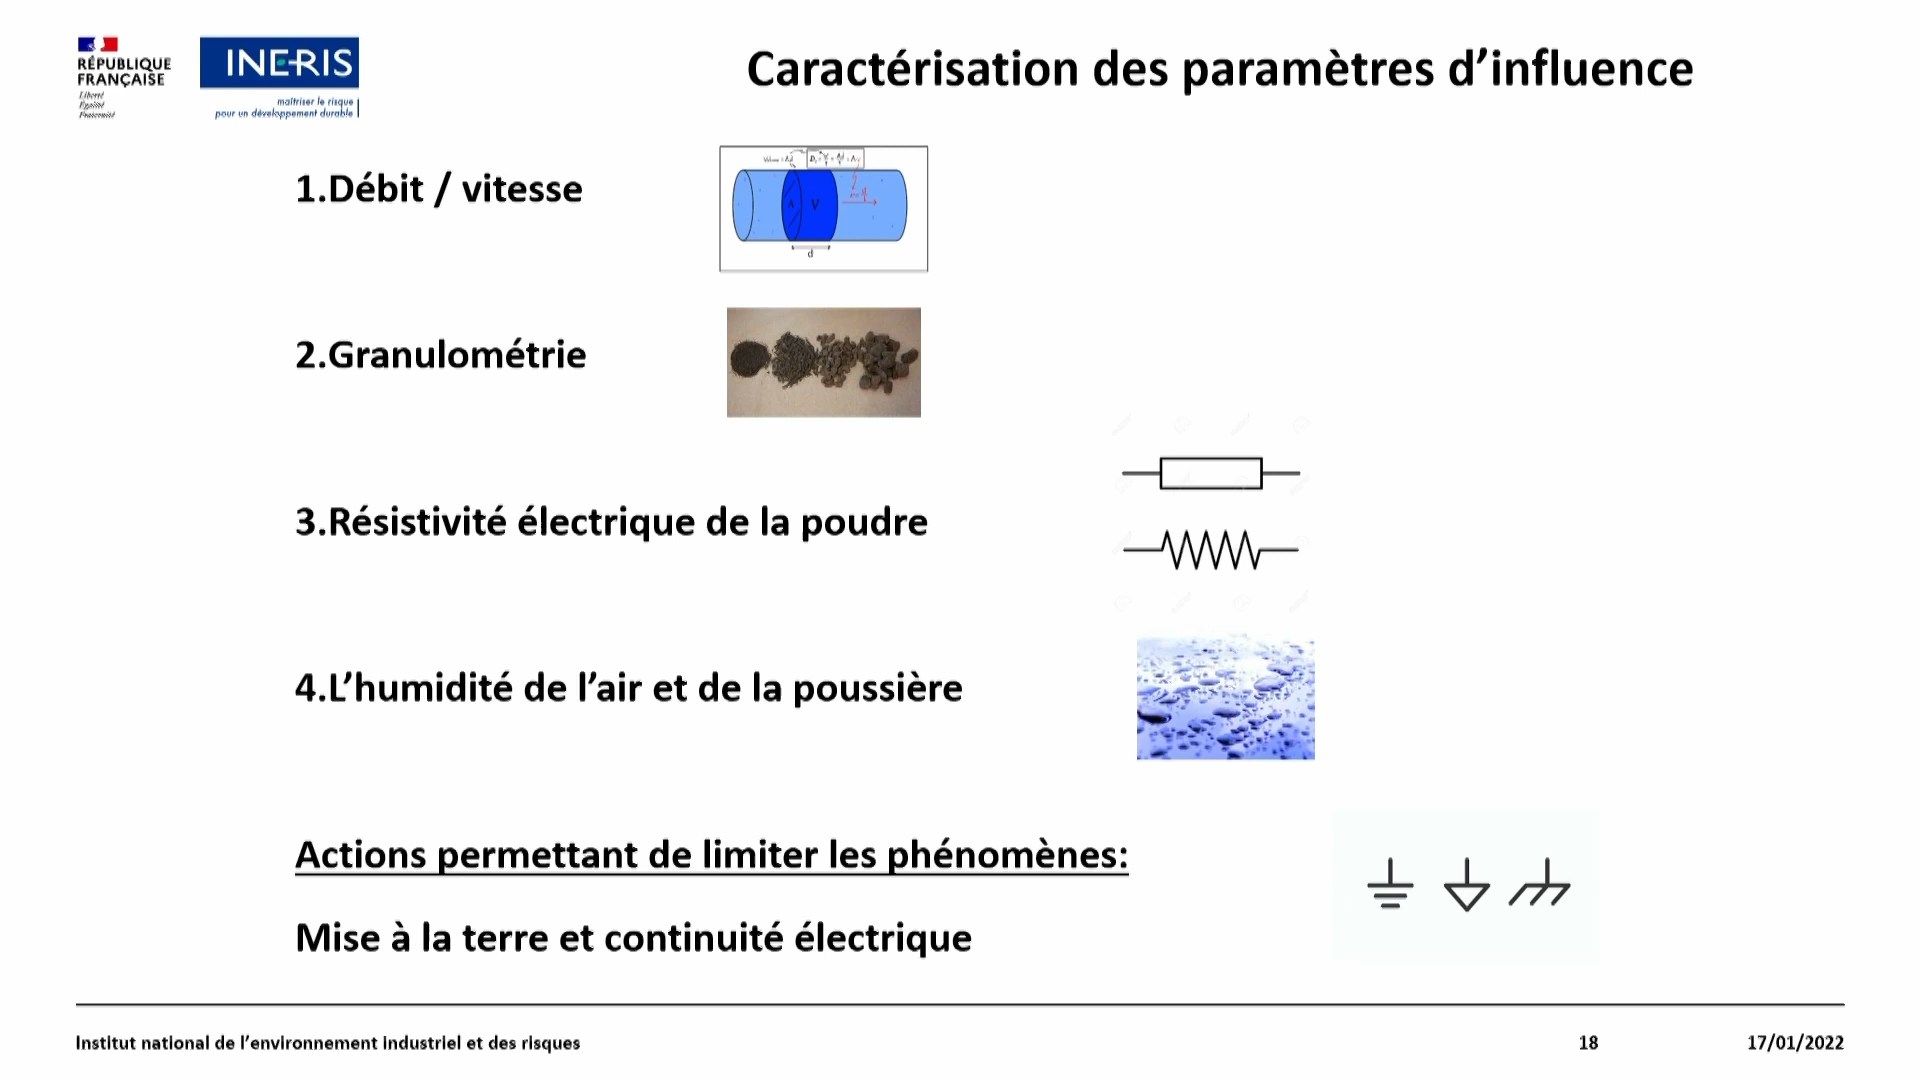 RÉPUBLIQUE
FRANÇAISE
Liberté
Égalité
Fraternité
INERIS
maîtriser le risque
pour un développement durable
Caractérisation des paramètres d’influence
1.Débit / vitesse
A
V
d
2.Granulométrie
3.Résistivité électrique de la poudre
4.L’humidité de l’air et de la poussière
Actions permettant de limiter les phénomènes:
Mise à la terre et continuité électrique
Institut national de l’environnement industriel et des risques
18
17/01/2022